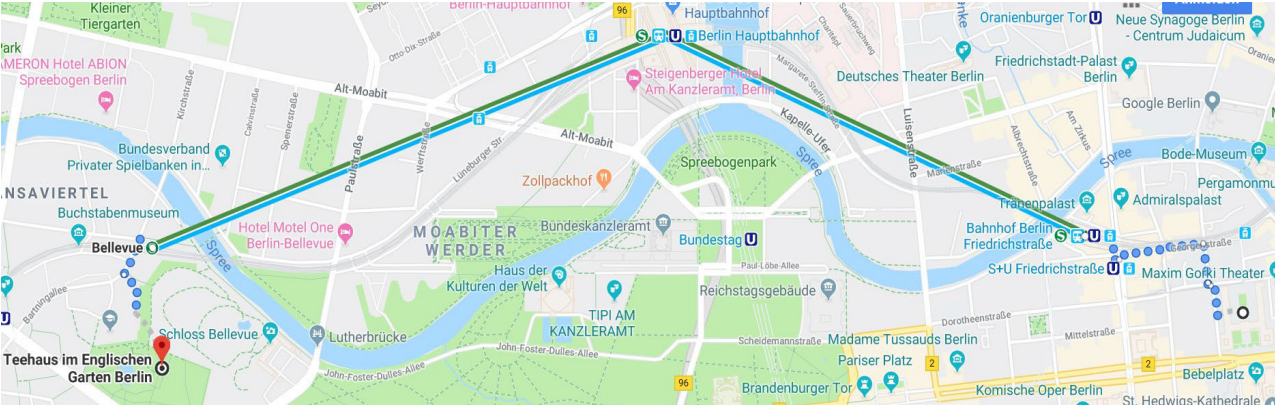 Kleiner
Tiergarten
Berlin-Hauptbahnhof
96
Hauptbahnhof
Oranienburger Tor U
Neue Synagoge Berlin
- Centrum Judaicum
Park
AMERON Hotel ABION
Spreebogen Berlin
Otto-Dix-Straße
S U Berlin Hauptbahnhof
Steigenberger Hotel
Am Kanzleramt, Berlin
Deutsches Theater Berlin
Friedrichstadt-Palast
Berlin
Google Berlin
Kirchstraße
Calvinstraße
Spenerstraße
Alt-Moabit
Paulstraße
Werftstraße
Lüneburger Str.
Alt-Moabit
Margarete-Steffin-Straße
Kapelle-Ufer
Spree
Luisenstraße
Albrechtstraße
Am Zirkus
Spree
Bode-Museum
Bundesverband
Privater Spielbanken in...
Zollpackhof
Spreebogenpark
Marienstraße
Tränenpalast
Admiralspalast
Pergamonmu
ANSAVIERTEL
Buchstabenmuseum
Hotel Motel One
Berlin-Bellevue
MOABITER
WERDER
Bundeskanzleramt
Bundestag U
Bahnhof Berlin
Friedrichstraße
S U
Georgenstraße
Bellevue
Spree
Haus der
Kulturen der Welt
Paul-Löbe-Allee
S+U Friedrichstraße U
Maxim Gorki Theater
Bartningallee
TIPI AM
KANZLERAMT
Reichstagsgebäude
Dorotheenstraße
U
Schloss Bellevue
Lutherbrücke
Scheidemannstraße
Madame Tussauds Berlin
Mittelstraße
Teehaus im Englischen
Garten Berlin
John-Foster-Dulles-Allee
John-Foster-Dulles-Allee
Pariser Platz
2
2
96
Brandenburger Tor
Komische Oper Berlin
Bebelplatz
St. Hedwigs-Kathedrale